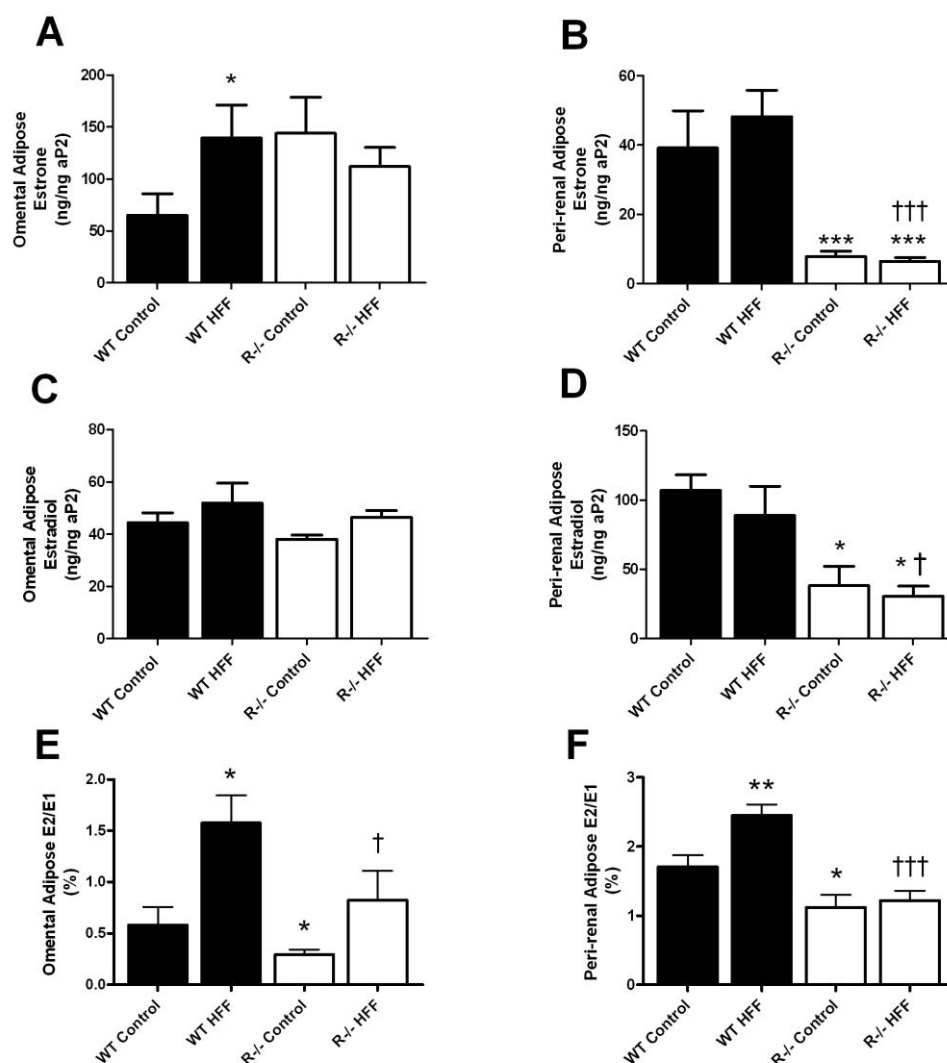 A
Omental Adipose
Estrone
(ng/ng aP2)
200
150
100
50
0
*
WT Control
WT HFF
R-/- Control
R-/- HFF
B
Peri-renal Adipose
Estrone
(ng/ng aP2)
60
40
20
0
***
†††
***
WT Control
WT HFF
R-/- Control
R-/- HFF
C
Omental Adipose
Estradiol
(ng/ng aP2)
80
60
40
20
0
WT Control
WT HFF
R-/- Control
R-/- HFF
D
Peri-renal Adipose
Estradiol
(ng/ng aP2)
150
100
50
0
*
* †
WT Control
WT HFF
R-/- Control
R-/- HFF
E
Omental Adipose E2/E1
(%)
2.0
1.5
1.0
0.5
0.0
*
*
†
WT Control
WT HFF
R-/- Control
R-/- HFF
F
Peri-renal Adipose E2/E1
(%)
3
2
1
0
**
*
†††
WT Control
WT HFF
R-/- Control
R-/- HFF